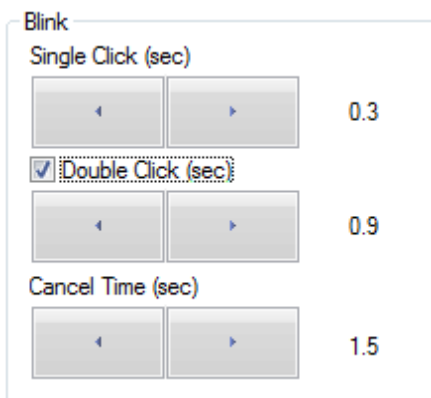 Blink
Single Click (sec)
0.3
Double Click (sec)
0.9
Cancel Time (sec)
1.5